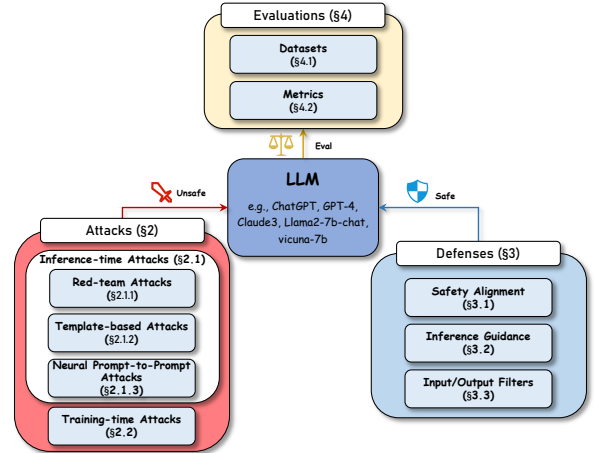 Evaluations (§4)
Datasets
(§4.1)
Metrics
(§4.2)
Eval
LLM
e.g., ChatGPT, GPT-4,
Claude3, Llama2-7b-chat,
vicuna-7b
Unsafe
Safe
Attacks (§2)
Inference-time Attacks (§2.1)
Red-team Attacks
(§2.1.1)
Template-based Attacks
(§2.1.2)
Neural Prompt-to-Prompt
Attacks
(§2.1.3)
Training-time Attacks
(§2.2)
Defenses (§3)
Safety Alignment
(§3.1)
Inference Guidance
(§3.2)
Input/Output Filters
(§3.3)